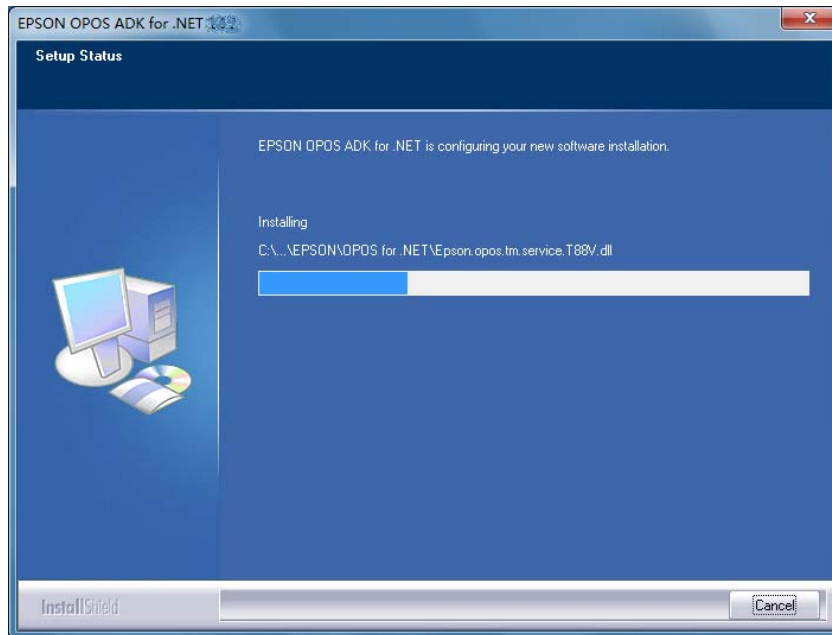 EPSON OPOS ADK for .NET
Setup Status
EPSON OPOS ADK for .NET is configuring your new software installation.
Installing
C:\...\EPSON\OPOS for .NET\Epson.opos.tm.service.T88V.dll
InstallShield
Cancel